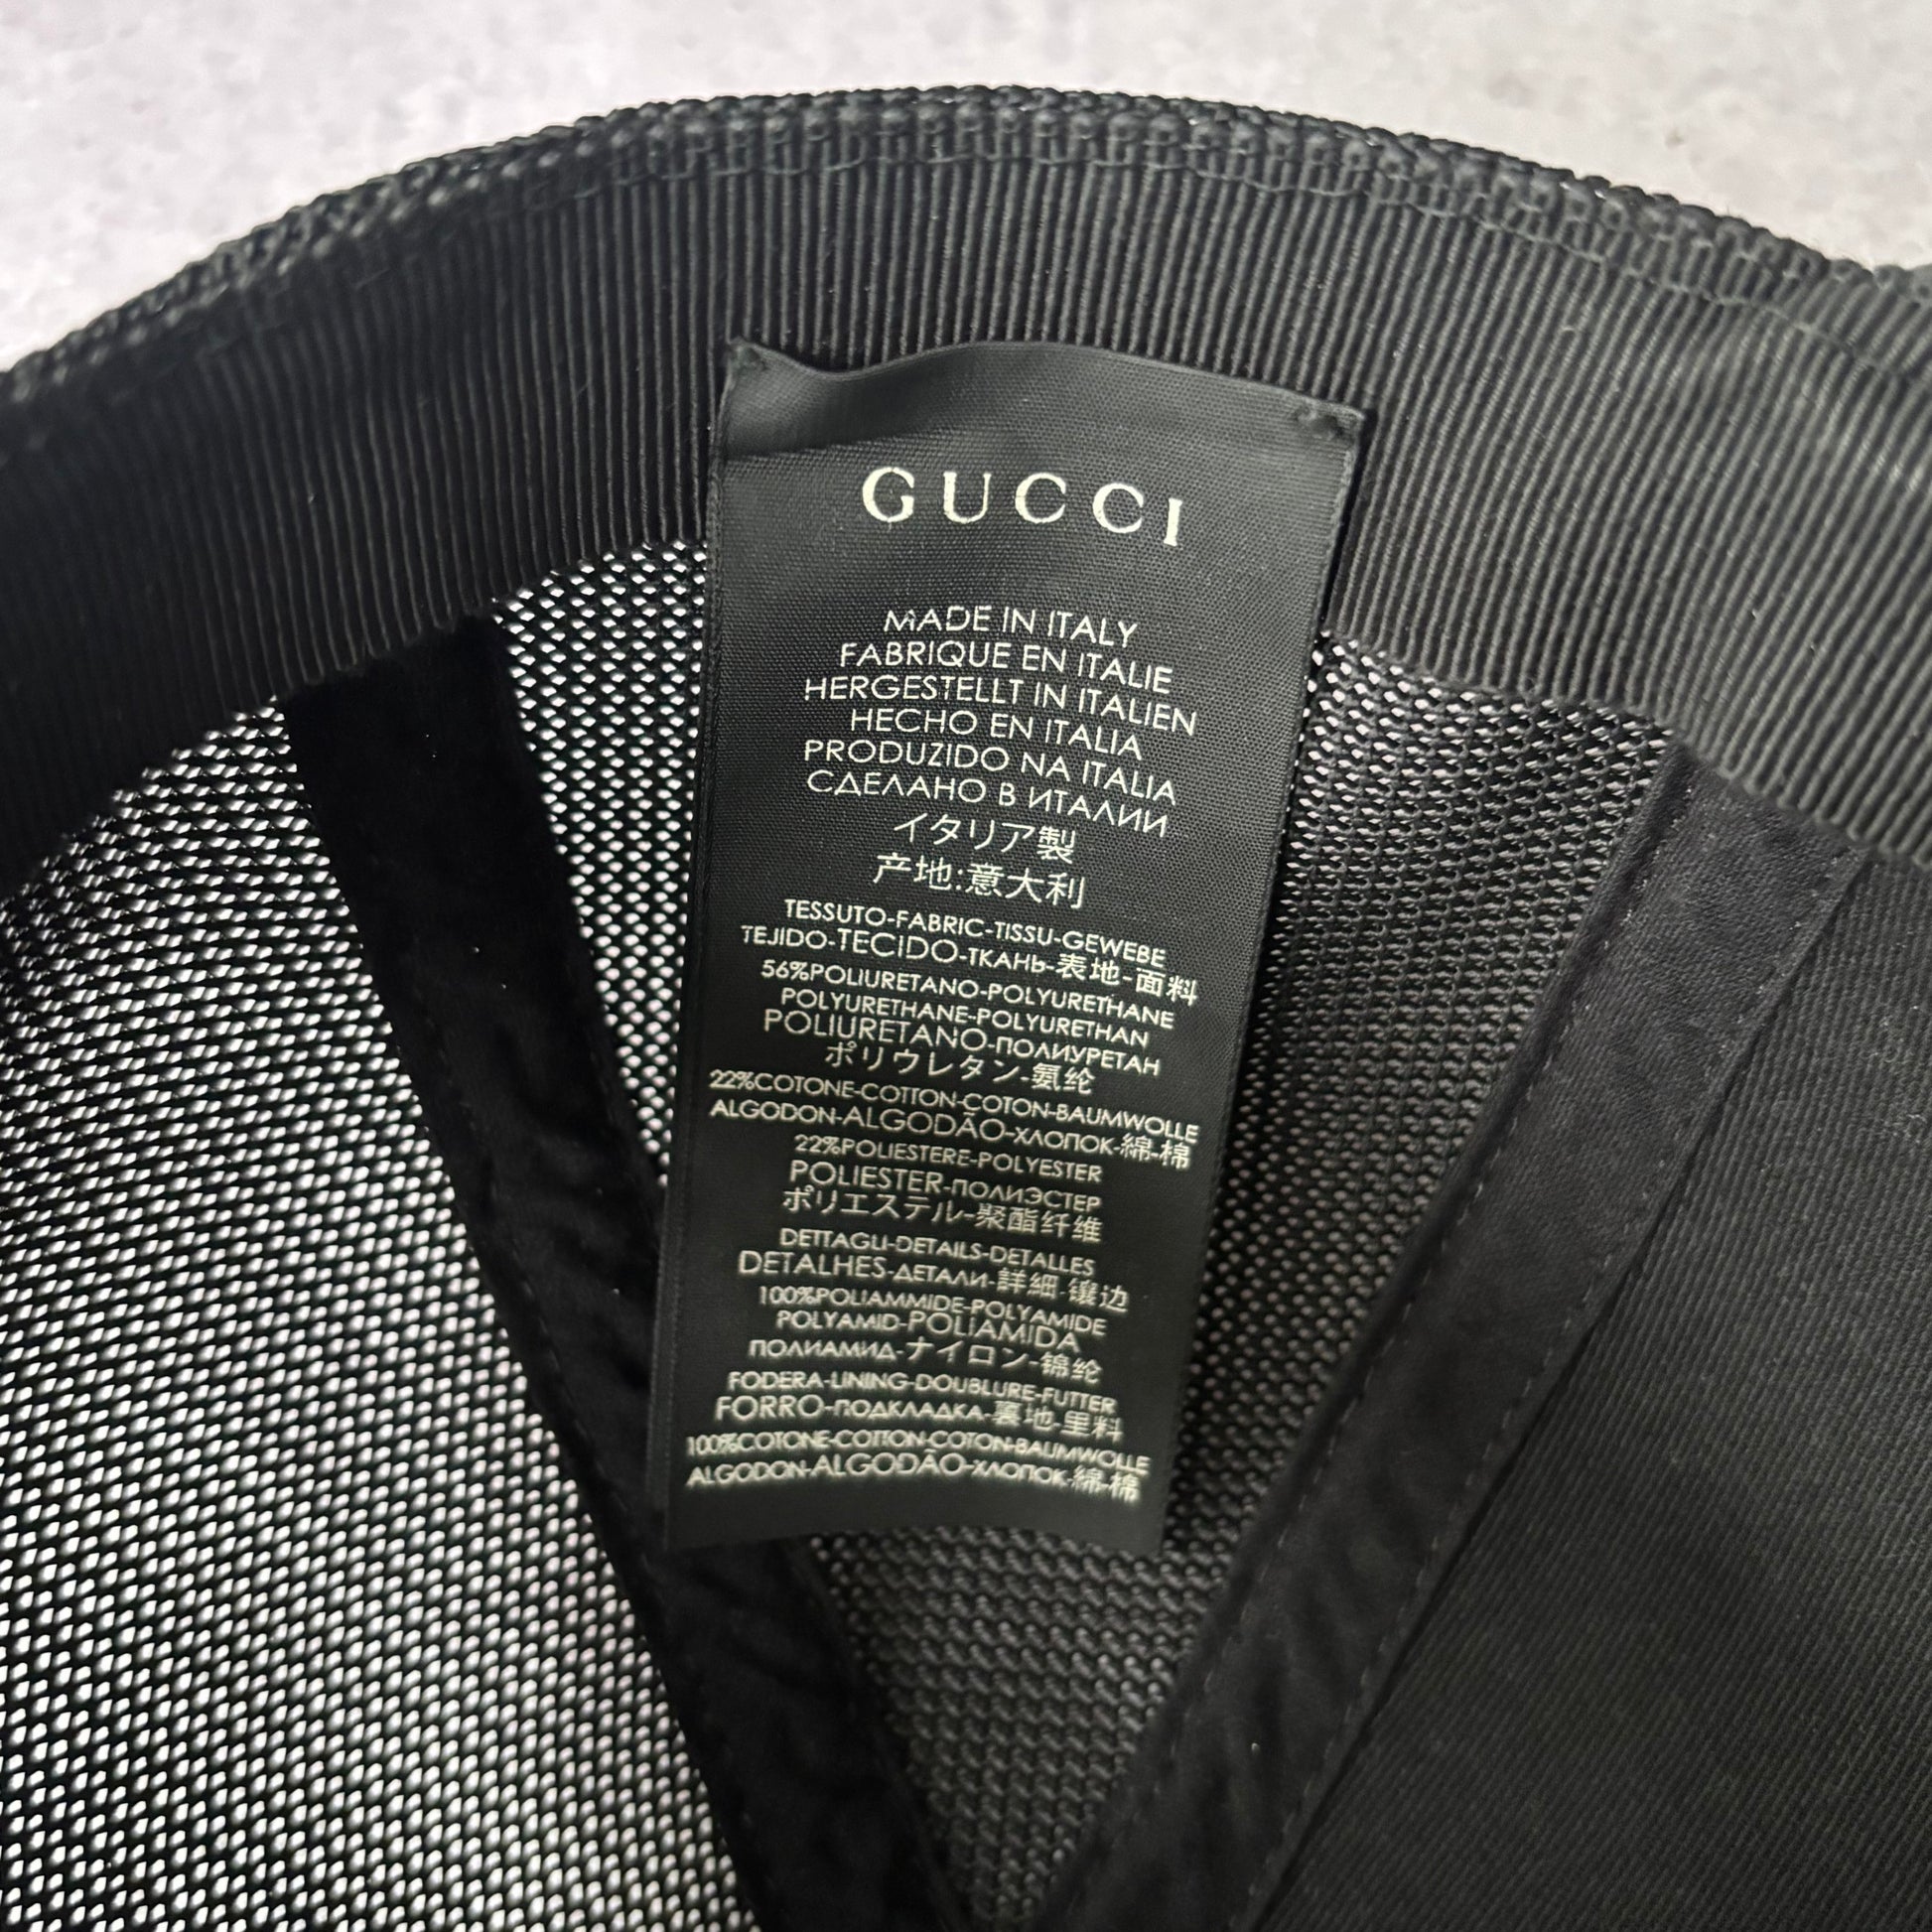 GUCCI
MADE IN ITALY
FABRIQUE EN ITALIE
HERGESTELLT IN ITALIEN
HECHO EN ITALIA
PRODUZIDO NA ITALIA
СДЕЛАНО В ИТАЛИИ
イタリア製
产地:意大利
TESSUTO-FABRIC-TISSU-GEWEBE
TEJIDO-TECIDO-ТКАНЬ-表地-面料
56%POLIURETANO-POLYURETHANE
POLYURETHANE-POLYURETHAN
POLIURETANO-ПОЛИУРЕТАН
ポリウレタン-氨纶
22%COTONE-COTTON-COTON-BAUMWOLLE
ALGODON-ALGODÃO-ХЛОПОК-綿-棉
22%POLIESTERE-POLYESTER
POLIESTER-ПОЛИЭСТЕР
ポリエステル-聚酯纤维
DETTAGLI-DETAILS-DETALLES
DETALHES-ДЕТАЛИ-詳細-镶边
100%POLIAMMIDE-POLYAMIDE
POLYAMID-POLIAMIDA
ПОЛИАМИД-ナイロン-锦纶
FODERA-LINING-DOUBLURE-FUTTER
FORRO-ПОДКЛАДКА-裏地-里料
100%COTONE-COTTON-COTON-BAUMWOLLE
ALGODON-ALGODÃO-ХЛОПОК-綿-棉